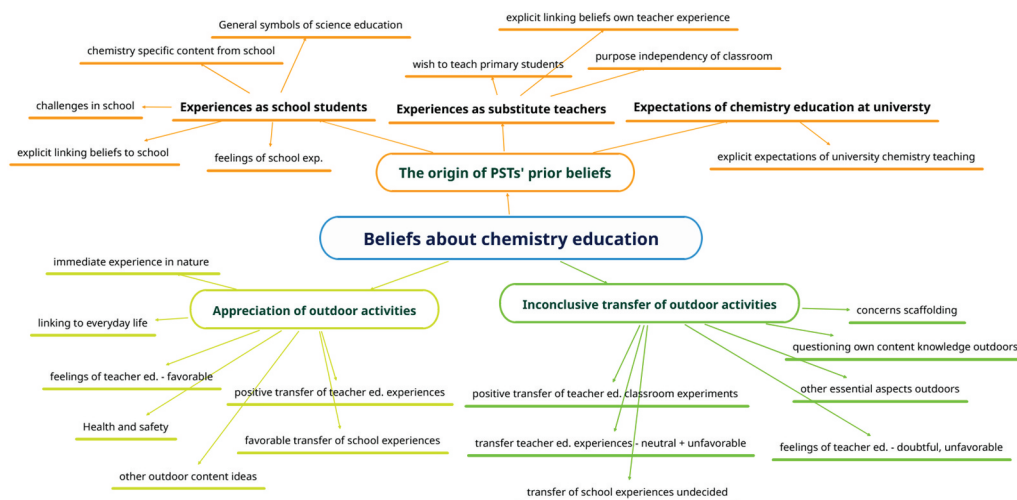 General symbols of science education
explicit linking beliefs own teacher experience
chemistry specific content from school
wish to teach primary students
purpose independency of classroom
challenges in school
Experiences as school students
Experiences as substitute teachers
Expectations of chemistry education at universty
explicit linking beliefs to school
feelings of school exp.
explicit expectations of university chemistry teaching
The origin of PSTs' prior beliefs
Beliefs about chemistry education
immediate experience in nature
Appreciation of outdoor activities
Inconclusive transfer of outdoor activities
linking to everyday life
concerns scaffolding
questioning own content knowledge outdoors
feelings of teacher ed. - favorable
positive transfer of teacher ed. experiences
positive transfer of teacher ed. classroom experiments
other essential aspects outdoors
Health and safety
favorable transfer of school experiences
transfer teacher ed. experiences - neutral + unfavorable
feelings of teacher ed. - doubtful, unfavorable
other outdoor content ideas
transfer of school experiences undecided